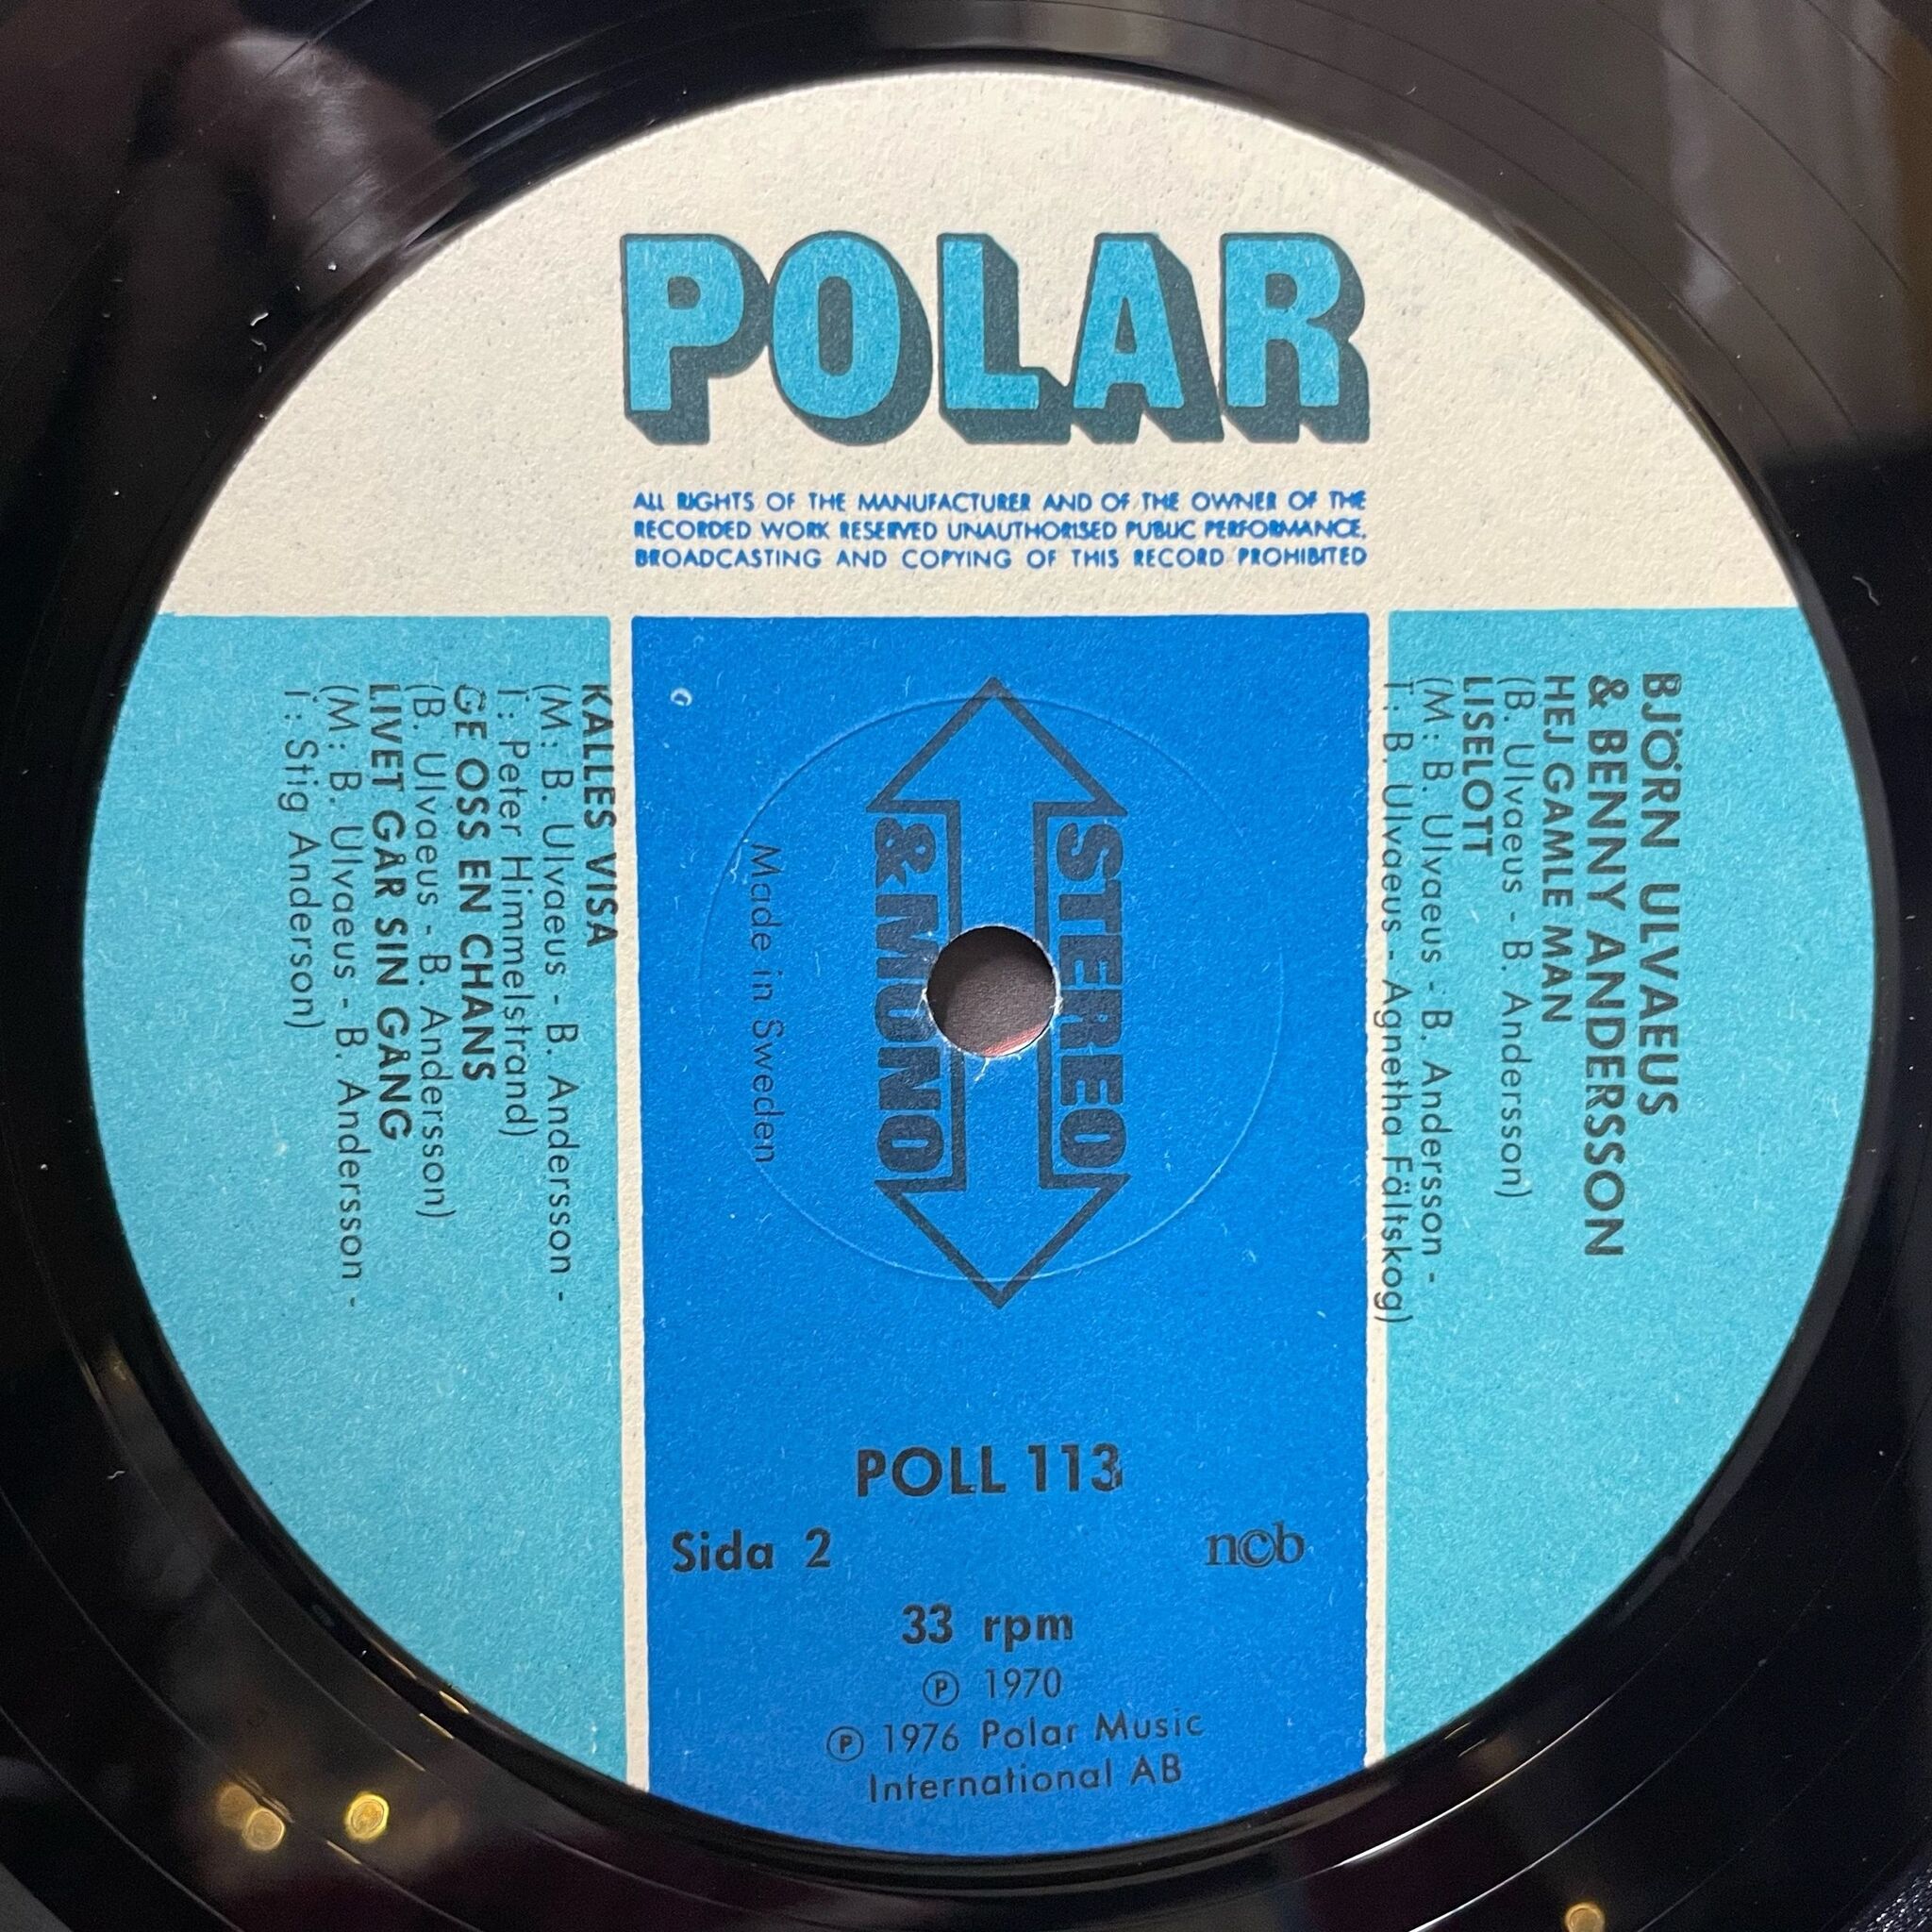 POLAR
ALL RIGHTS OF THE MANUFACTURER AND OF THE OWNER OF THE
RECORDED WORK RESERVED UNAUTHORISED PUBLIC PERFORMANCE,
BROADCASTING AND COPYING OF THIS RECORD PROHIBITED
BJÖRN ULVAEUS
& BENNY ANDERSSON
HEJ GAMLE MAN
(B. Ulvaeus - B. Andersson)
LISELOTT
(M: B. Ulvaeus - B. Andersson -
T: B. Ulvaeus - Agnetha Fältskog)
STEREO
& MONO
Made in Sweden
KALLES VISA
(M: B. Ulvaeus - B. Andersson -
T: Peter Himmelstrand)
GE OSS EN CHANS
(B. Ulvaeus - B. Andersson)
LIVET GÅR SIN GÅNG
(M: B. Ulvaeus - B. Andersson -
T: Stig Anderson)
POLL 113
Sida 2
ncb
33 rpm
Ⓟ 1970
Ⓟ 1976 Polar Music
International AB